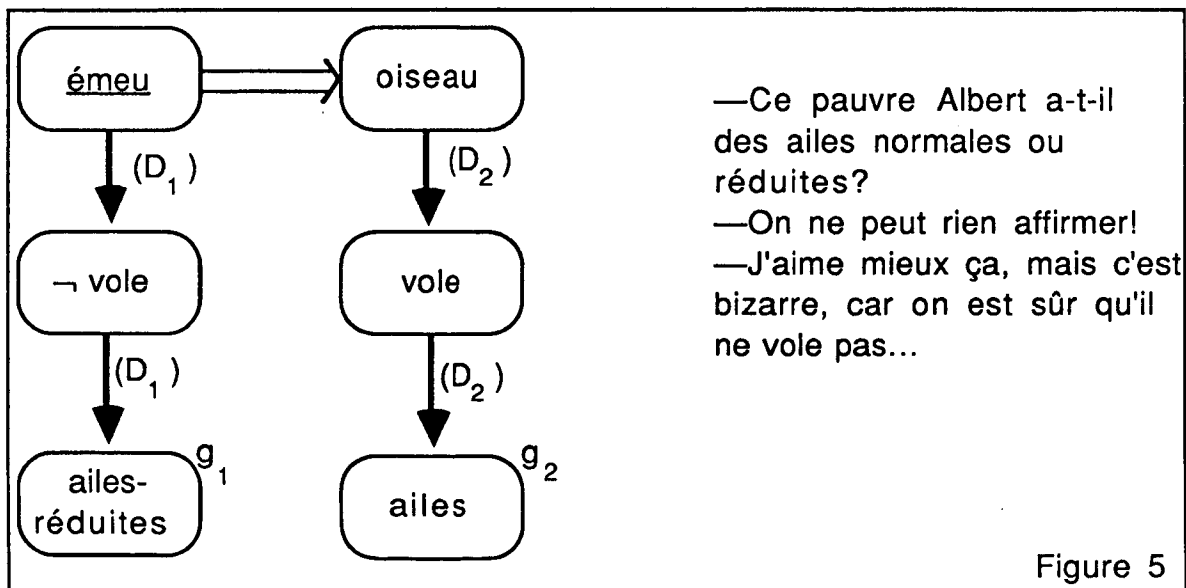 émeu
oiseau
(D₁)
(D₂)
¬ vole
vole
(D₁)
(D₂)
ailes-
réduites
g₁
ailes
g₂
—Ce pauvre Albert a-t-il
des ailes normales ou
réduites?
—On ne peut rien affirmer!
—J'aime mieux ça, mais c'est
bizarre, car on est sûr qu'il
ne vole pas...
Figure 5